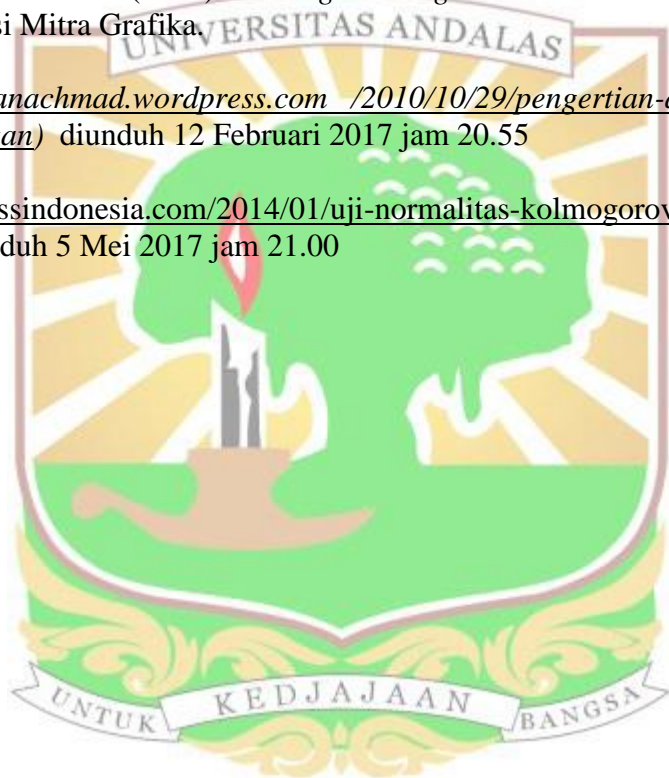 si Mitra Grafika.
UNIVERSITAS ANDALAS
anachmad.wordpress.com /2010/10/29/pengertian-
an) diunduh 12 Februari 2017 jam 20.55
ssindonesia.com/2014/01/uji-normalitas-kolmogorov
duh 5 Mei 2017 jam 21.00
UNTUK KEDJAJAAN BANGSA